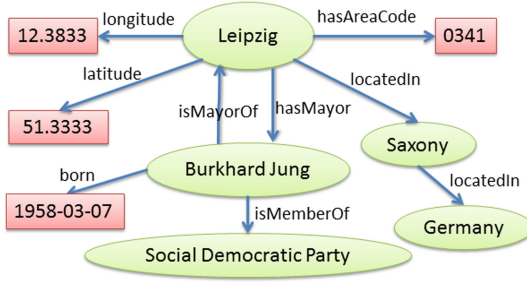 longitude
hasAreaCode
12.3833
Leipzig
0341
latitude
isMayorOf
hasMayor
locatedIn
51.3333
Saxony
born
Burkhard Jung
locatedIn
1958-03-07
isMemberOf
Germany
Social Democratic Party